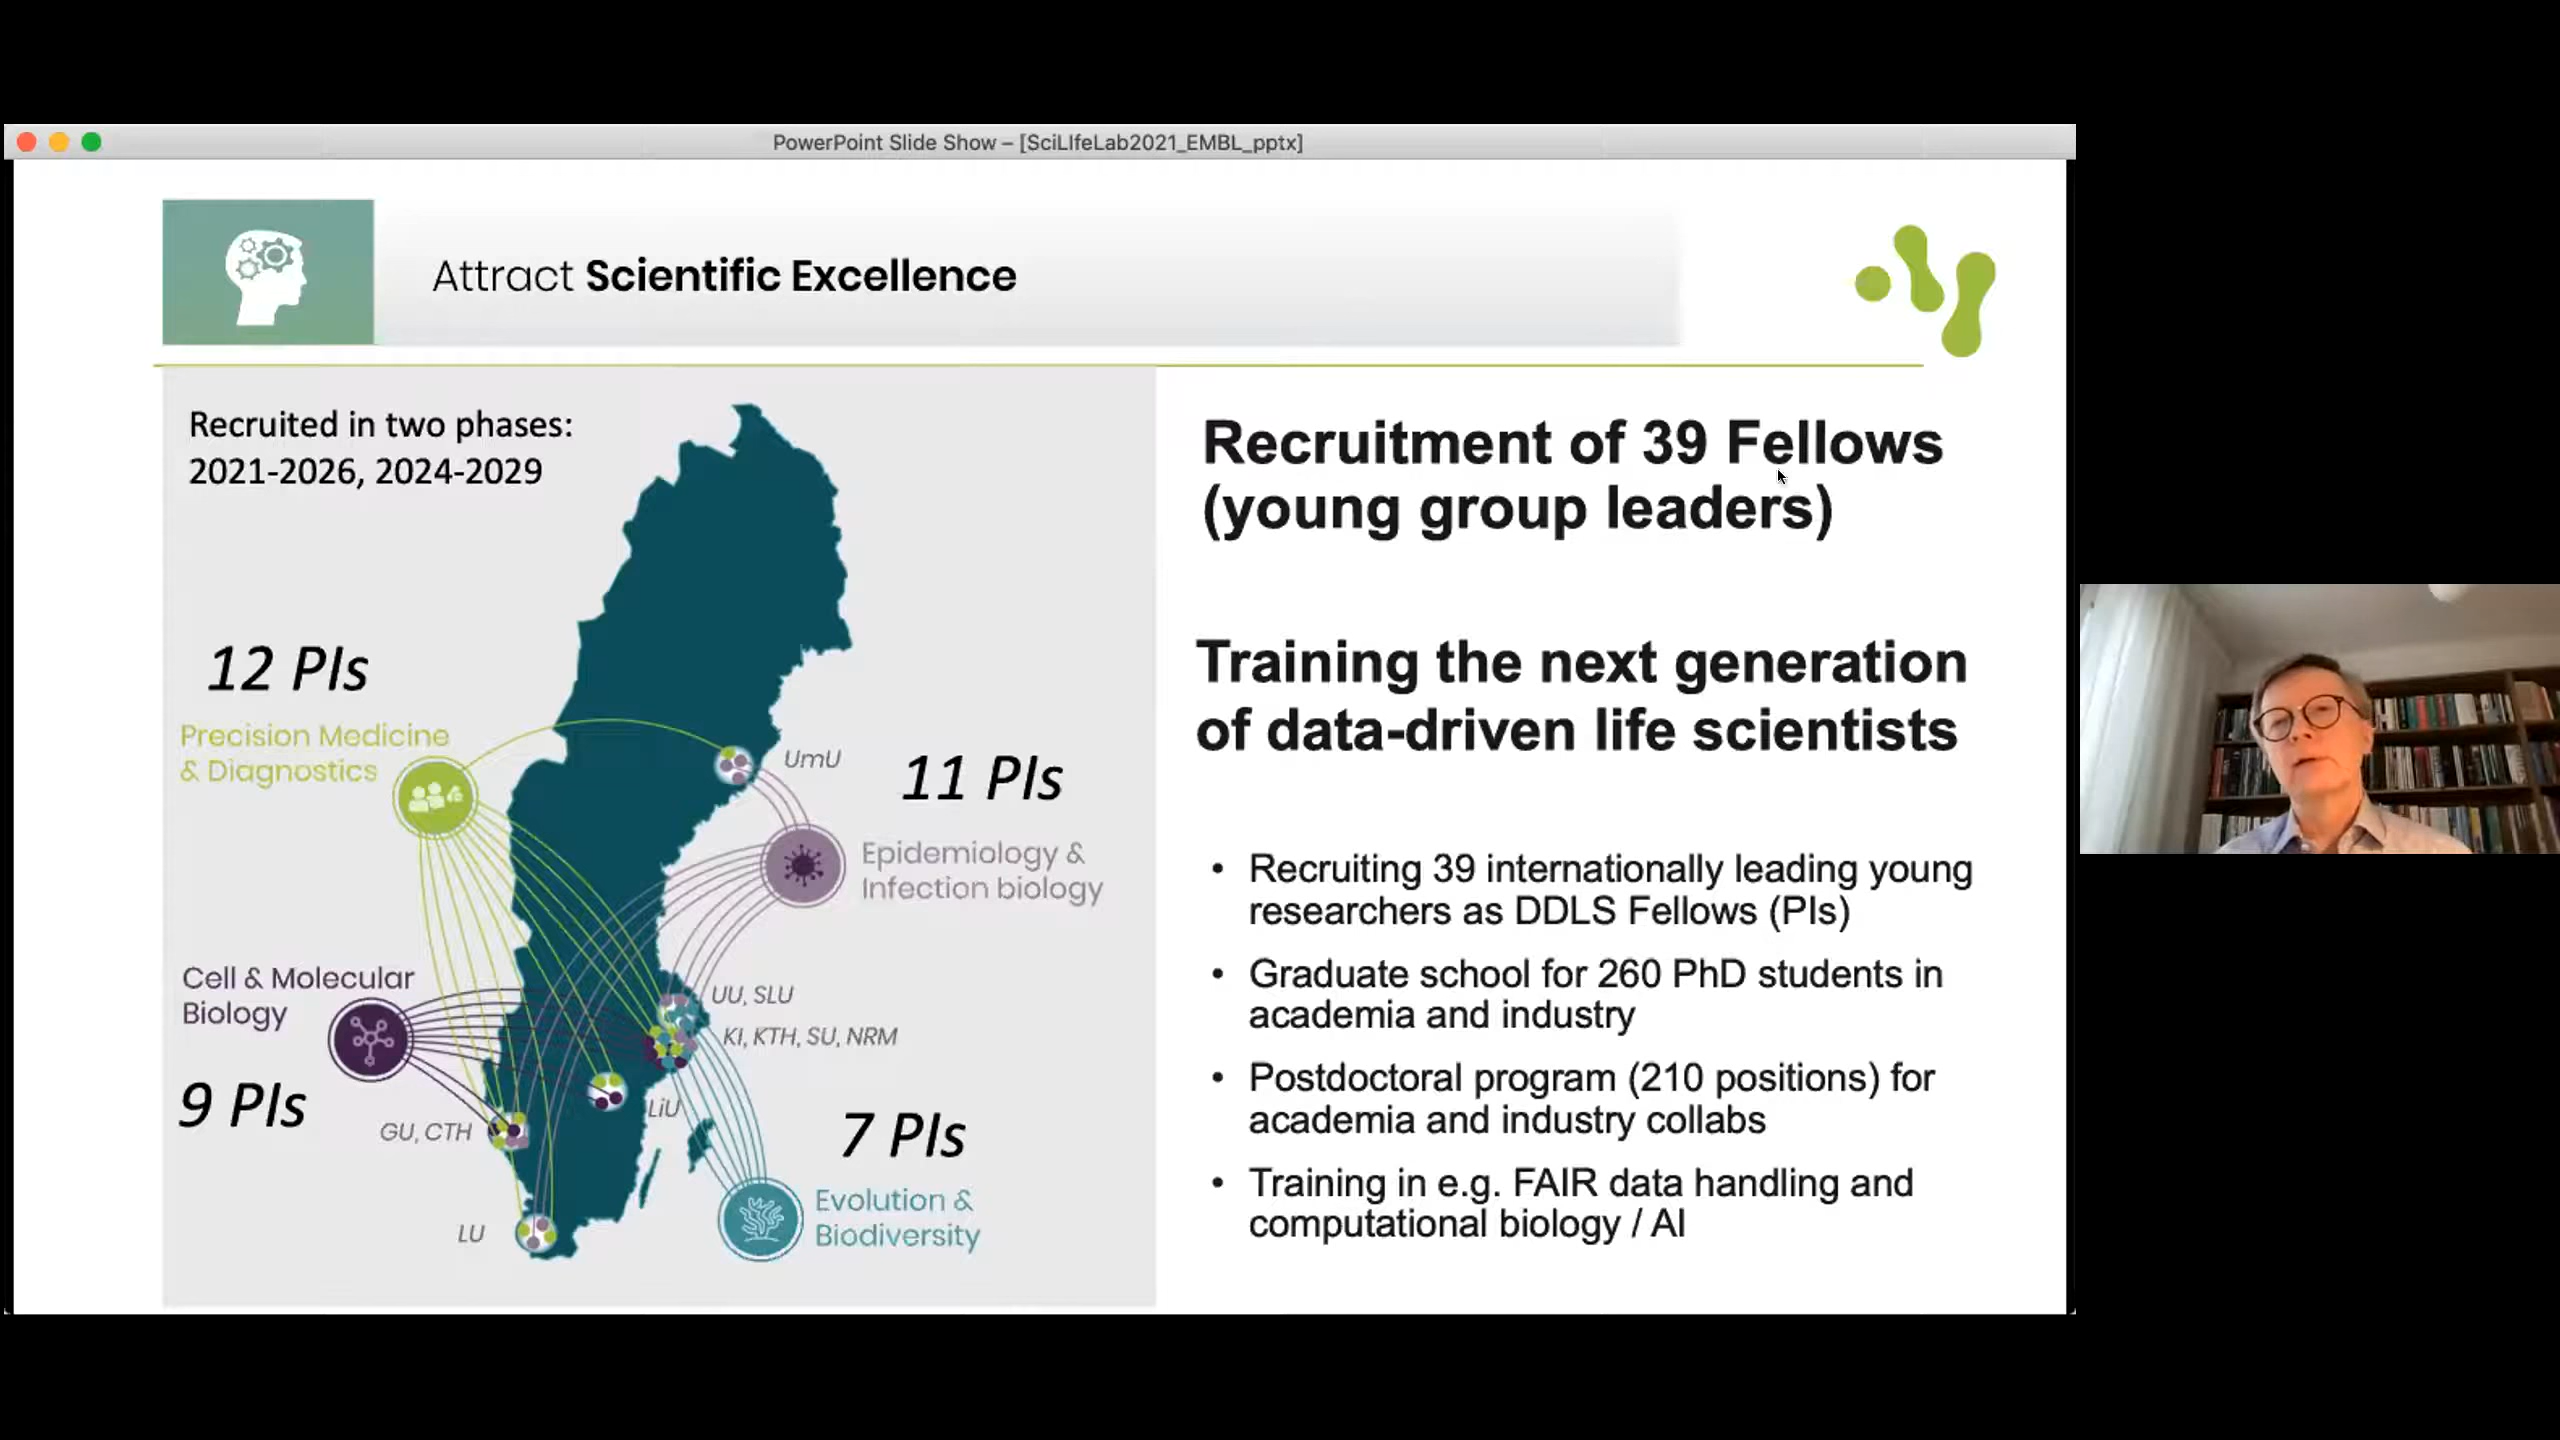 PowerPoint Slide Show – [SciLIfeLab2021_EMBL_pptx]
Attract Scientific Excellence
Recruited in two phases:
2021-2026, 2024-2029
12 PIs
Precision Medicine
& Diagnostics
UmU
11 PIs
Epidemiology &
Infection biology
Cell & Molecular
Biology
9 PIs
UU, SLU
KI, KTH, SU, NRM
LiU
GU, CTH
7 PIs
Evolution &
Biodiversity
LU
Recruitment of 39 Fellows
(young group leaders)
Training the next generation
of data-driven life scientists
• Recruiting 39 internationally leading young
researchers as DDLS Fellows (PIs)
• Graduate school for 260 PhD students in
academia and industry
• Postdoctoral program (210 positions) for
academia and industry collabs
• Training in e.g. FAIR data handling and
computational biology / AI